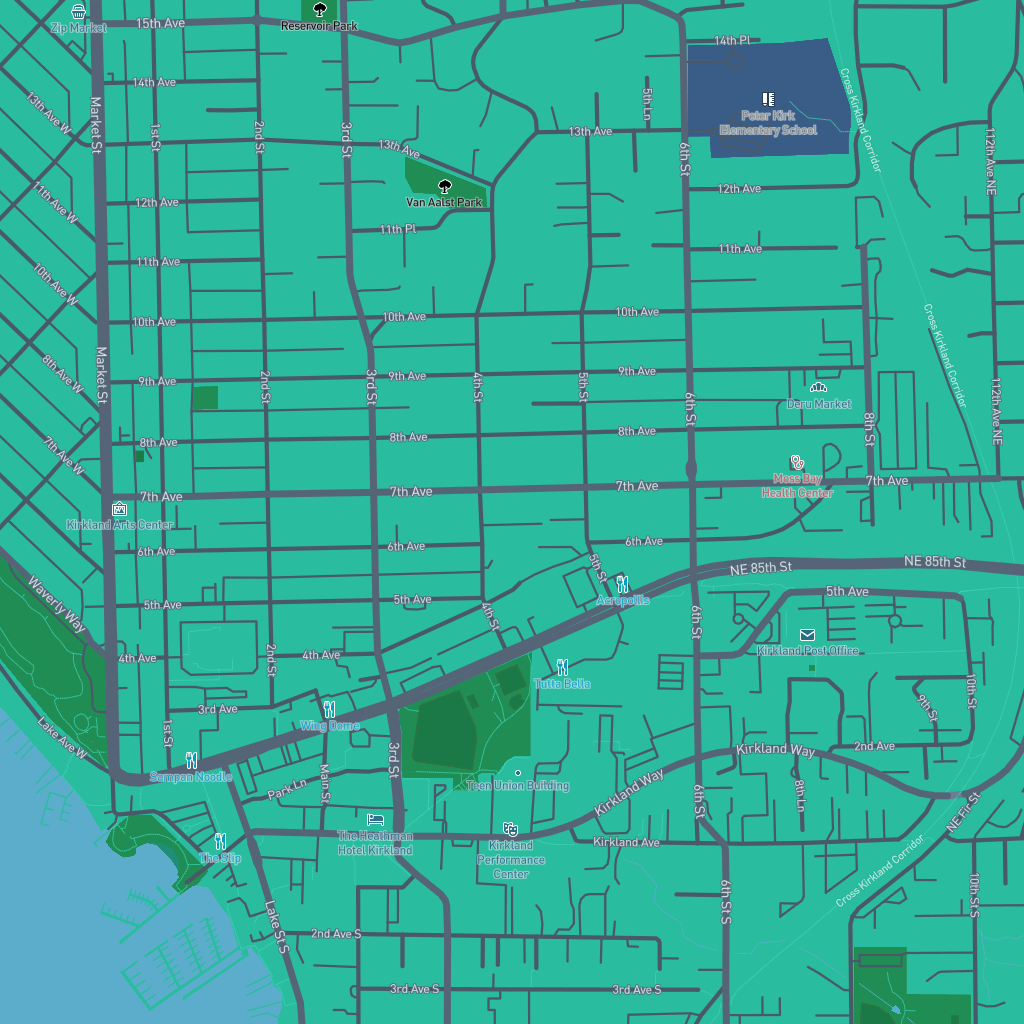 Zip Market
15th Ave
Reservoir Park
14th Pl
14th Ave
13th Ave W
Market St
1st St
2nd St
3rd St
5th Ln
Peter Kirk
Elementary School
Cross Kirkland Corridor
112th Ave NE
13th Ave
13th Ave
6th St
Van Aalst Park
12th Ave
12th Ave
11th Ave W
11th Pl
11th Ave
11th Ave
10th Ave W
10th Ave
10th Ave
10th Ave
Cross Kirkland Corridor
Market St
8th Ave W
9th Ave
9th Ave
9th Ave
2nd St
3rd St
4th St
5th St
6th St
Deru Market
112th Ave NE
8th St
8th Ave
8th Ave
8th Ave
7th Ave W
Moss Bay
Health Center
7th Ave
7th Ave
7th Ave
7th Ave
Kirkland Arts Center
6th Ave
6th Ave
6th Ave
NE 85th St
NE 85th St
5th St
Acropolis
Waverly Way
5th Ave
5th Ave
5th Ave
4th St
6th St
Kirkland Post Office
4th Ave
4th Ave
2nd St
Tutta Bella
10th St
9th St
3rd Ave
Wing Dome
1st St
Lake Ave W
3rd St
Kirkland Way
2nd Ave
Sampan Noodle
Main St
Park Ln
Teen Union Building
Kirkland Way
6th St
8th Ln
NE Fir St
The Heathman
Hotel Kirkland
Kirkland
Performance
Center
Kirkland Ave
The Slip
Cross Kirkland Corridor
Lake St S
6th St S
10th St S
2nd Ave S
3rd Ave S
3rd Ave S